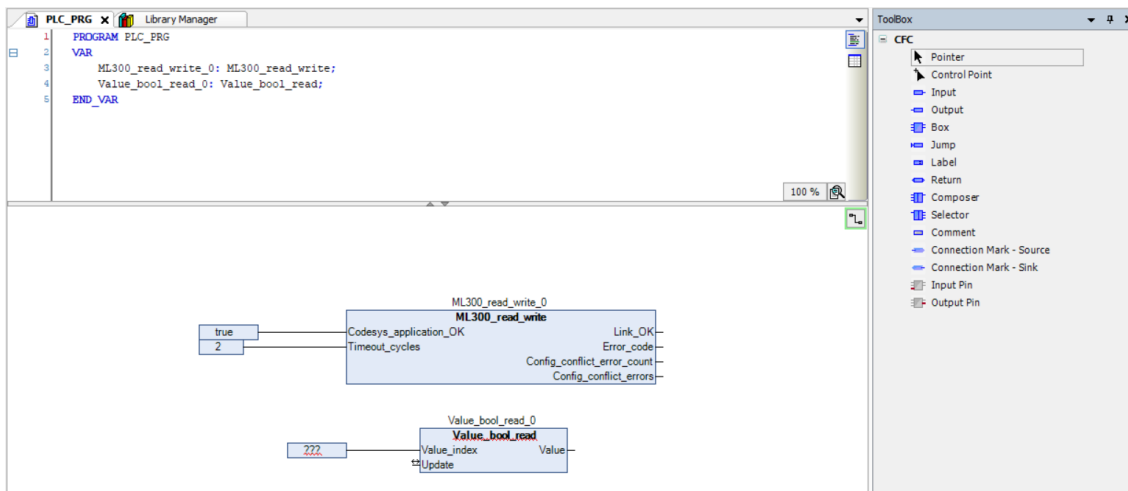 PLC_PRG X Library Manager
1 PROGRAM PLC_PRG
2 VAR
3 ML300_read_write_0: ML300_read_write;
4 Value_bool_read_0: Value_bool_read;
5 END_VAR
100 %
ML300_read_write_0
ML300_read_write
true Codesys_application_OK Link_OK
2 Timeout_cycles Error_code
Config_conflict_error_count
Config_conflict_errors
Value_bool_read_0
Value_bool_read
??? Value_index Value
Update
ToolBox
CFC
Pointer
Control Point
Input
Output
Box
Jump
Label
Return
Composer
Selector
Comment
Connection Mark - Source
Connection Mark - Sink
Input Pin
Output Pin